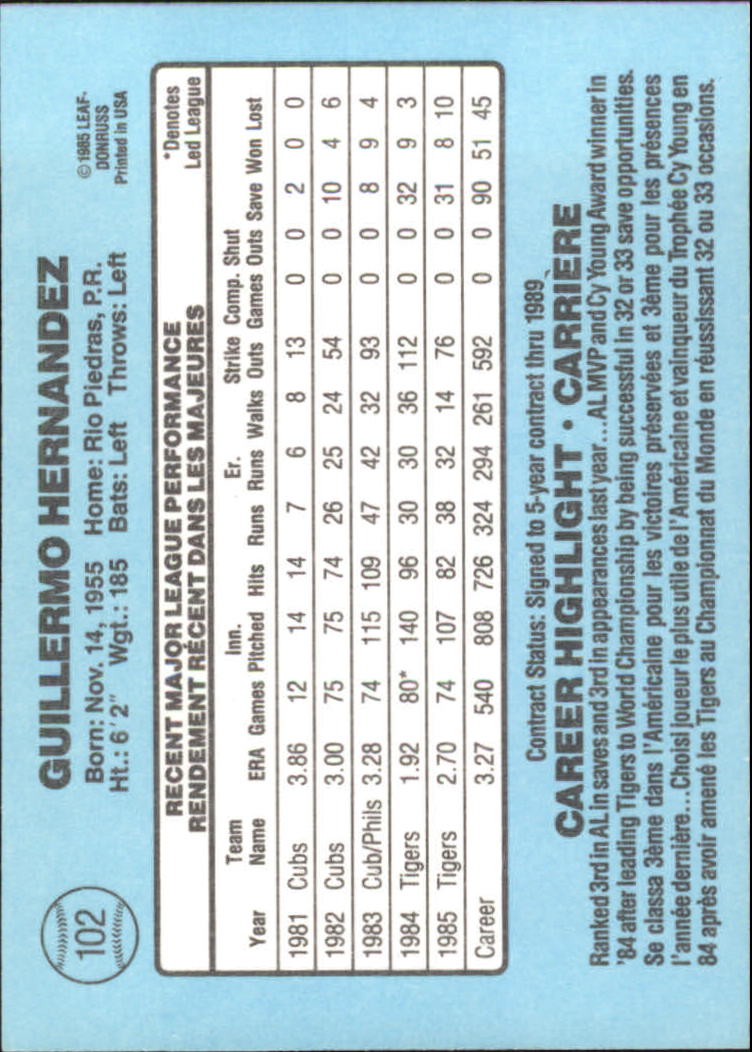 102
GUILLERMO HERNANDEZ
©1985 LEAF-
DONRUSS
Printed in USA
Born: Nov. 14, 1955 Home: Rio Piedras, P.R.
Ht.: 6'2" Wgt.: 185 Bats: Left Throws: Left
RECENT MAJOR LEAGUE PERFORMANCE
RENDEMENT RÉCENT DANS LES MAJEURES
*Denotes
Led League
Team Inn. Er. Strike Comp. Shut
Year Name ERA Games Pitched Hits Runs Runs Walks Outs Games Outs Save Won Lost
1981 Cubs 3.86 12 14 14 7 6 8 13 0 0 2 0 0
1982 Cubs 3.00 75 75 74 26 25 24 54 0 0 10 4 6
1983 Cub/Phils 3.28 74 115 109 47 42 32 93 0 0 8 9 4
1984 Tigers 1.92 80* 140 96 30 30 36 112 0 0 32 9 3
1985 Tigers 2.70 74 107 82 38 32 14 76 0 0 31 8 10
Career 3.27 540 808 726 324 294 261 592 0 0 90 51 45
Contract Status: Signed to 5-year contract thru 1989
CAREER HIGHLIGHT · CARRIÈRE
Ranked 3rd in AL in saves and 3rd in appearances last year...AL MVP and Cy Young Award winner in
'84 after leading Tigers to World Championship by being successful in 32 or 33 save opportunities.
Se classa 3ème dans l'Américaine pour les victoires préservées et 3ème pour les présences
l'année dernière...Choisi joueur le plus utile de l'Américaine et vainqueur du Trophée Cy Young en
84 après avoir amené les Tigers au Championnat du Monde en réussissant 32 ou 33 occasions.